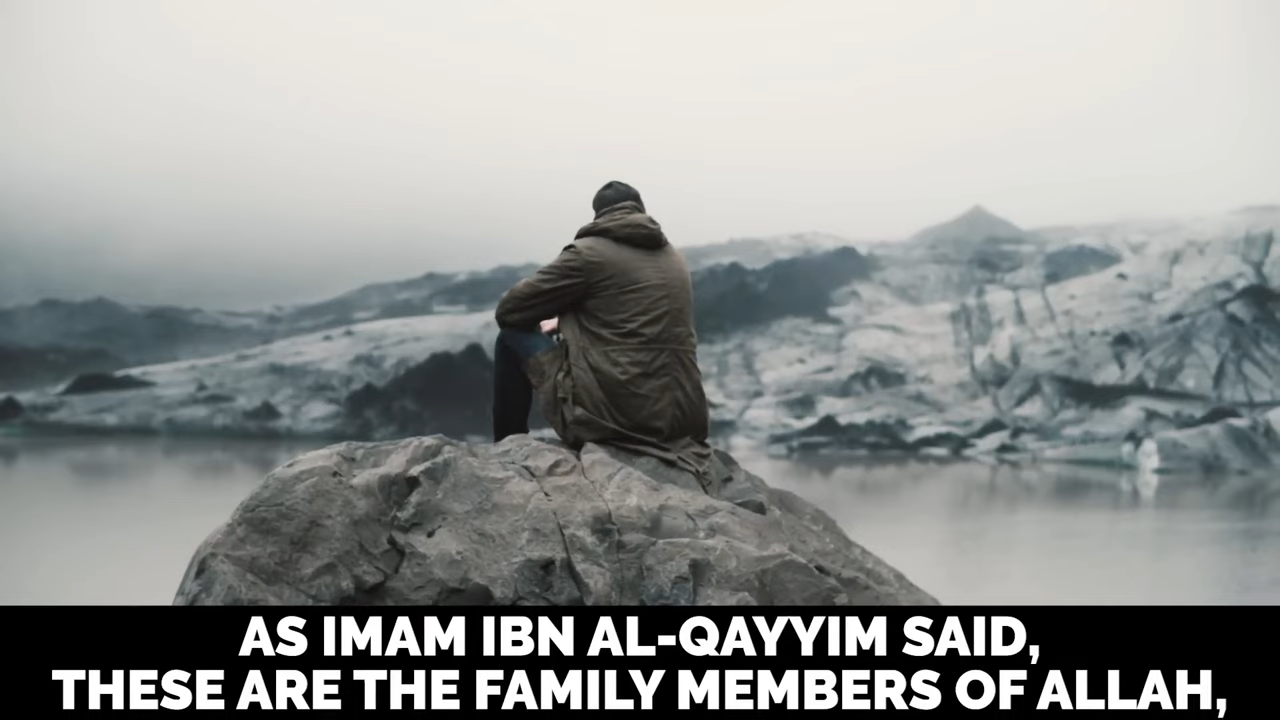 AS IMAM IBN AL-QAYYIM SAID,
THESE ARE THE FAMILY MEMBERS OF ALLAH,